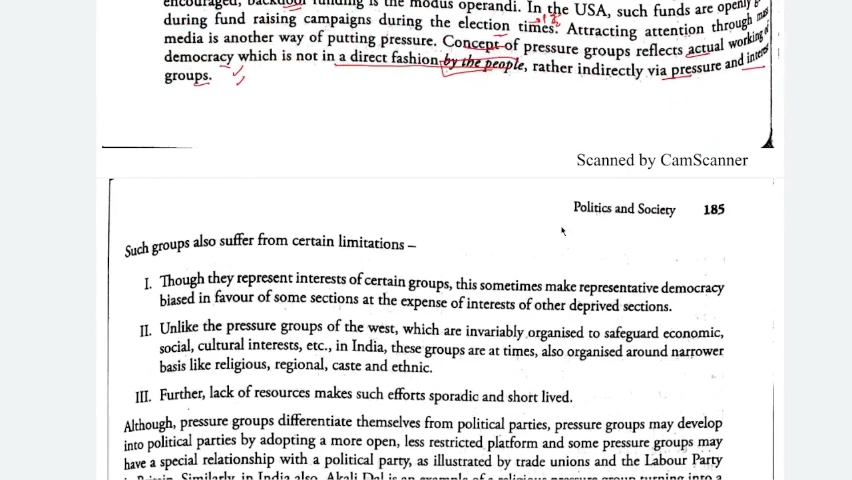 encouraged, backdoor funding is the modus operandi. In the USA, such funds are openly
during fund raising campaigns during the election times. Attracting attention through mass
media is another way of putting pressure. Concept of pressure groups reflects actual working of
democracy which is not in a direct fashion by the people, rather indirectly via pressure and interest
groups.
Scanned by CamScanner
Politics and Society 185
Such groups also suffer from certain limitations –
I. Though they represent interests of certain groups, this sometimes make representative democracy
biased in favour of some sections at the expense of interests of other deprived sections.
II. Unlike the pressure groups of the west, which are invariably organised to safeguard economic,
social, cultural interests, etc., in India, these groups are at times, also organised around narrower
basis like religious, regional, caste and ethnic.
III. Further, lack of resources makes such efforts sporadic and short lived.
Although, pressure groups differentiate themselves from political parties, pressure groups may develop
into political parties by adopting a more open, less restricted platform and some pressure groups may
have a special relationship with a political party, as illustrated by trade unions and the Labour Party
in Britain. Similarly, in India also, Akali Dal is an example of a religious pressure group turning into a